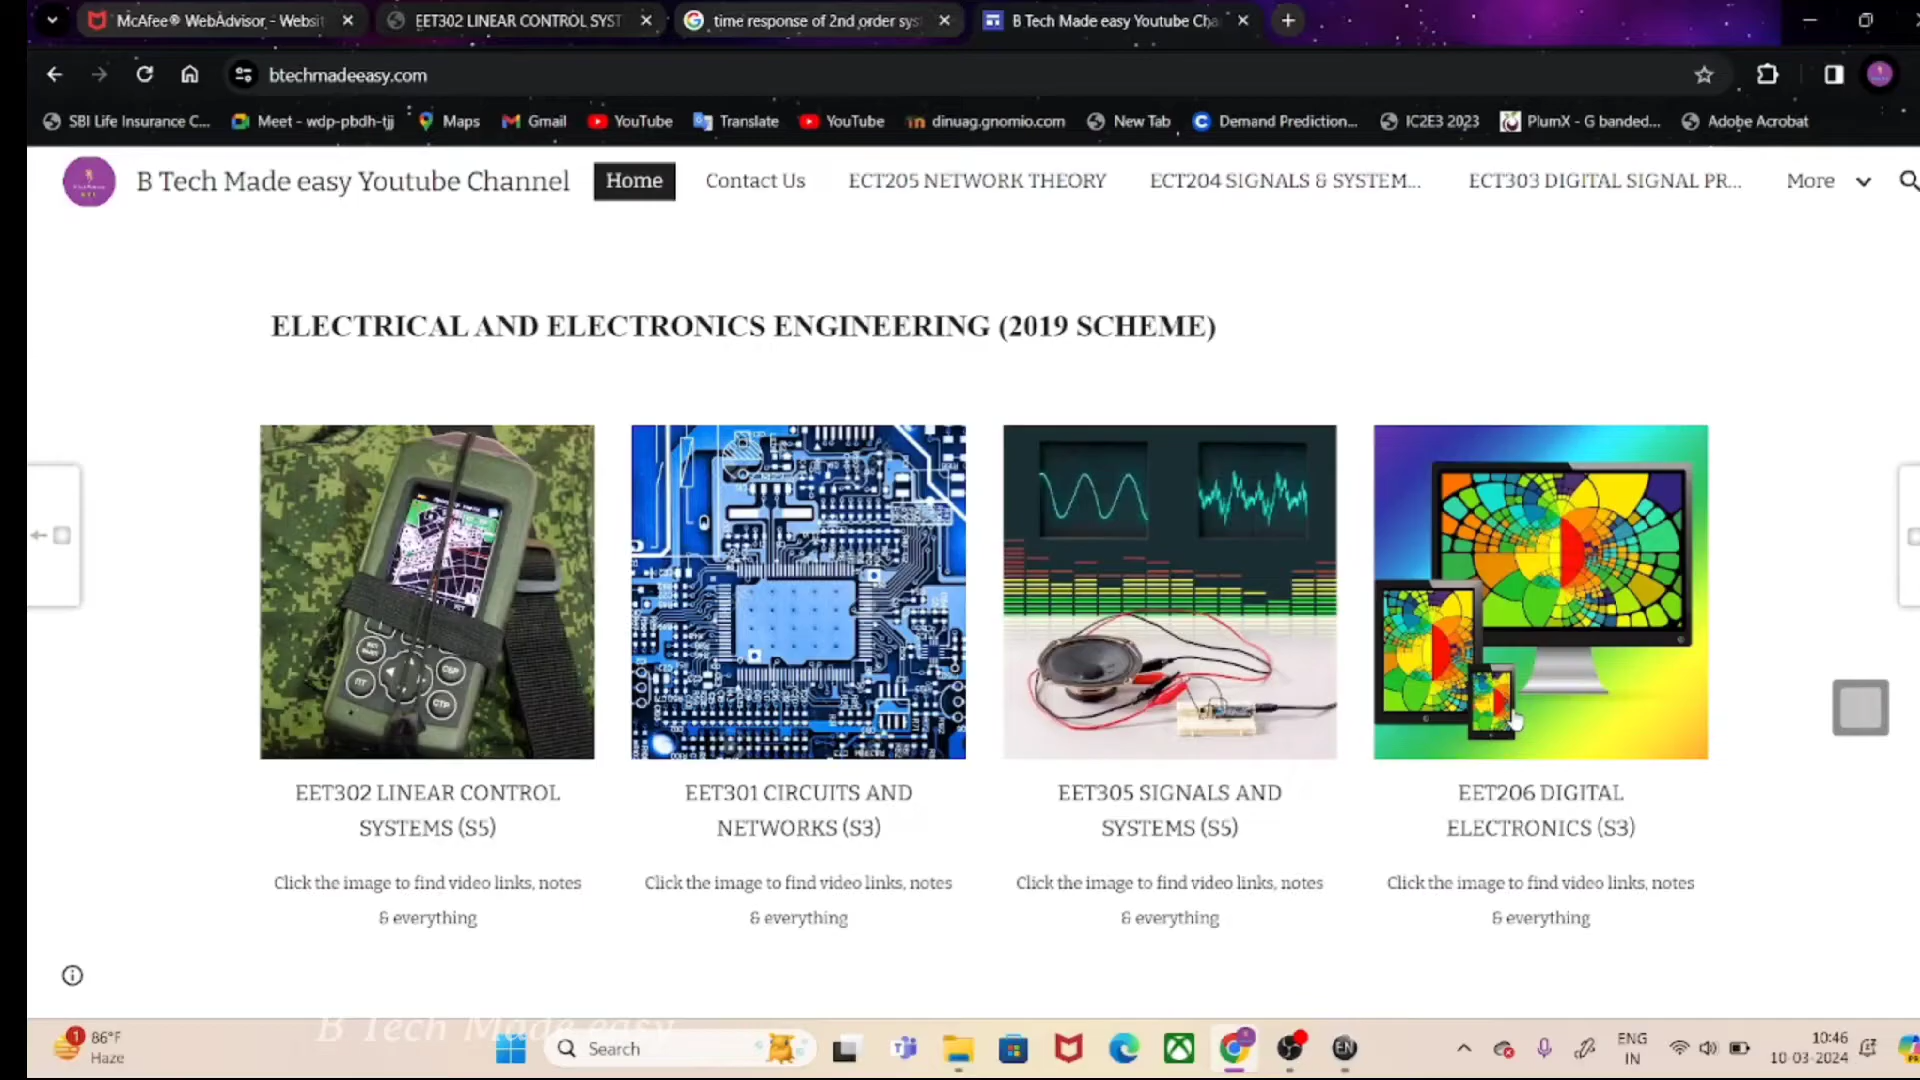 McAfee® WebAdvisor - Websit
EET302 LINEAR CONTROL SYST
time response of 2nd order sys
B Tech Made easy Youtube Cha
btechmadeeasy.com
SBI Life Insurance C...
Meet - wdp-pbdh-tjj
Maps
Gmail
YouTube
Translate
YouTube
dinuag.gnomio.com
New Tab
Demand Prediction...
IC2E3 2023
PlumX - G banded...
Adobe Acrobat
B Tech Made easy Youtube Channel
Home
Contact Us
ECT205 NETWORK THEORY
ECT204 SIGNALS & SYSTEM...
ECT303 DIGITAL SIGNAL PR...
More
ELECTRICAL AND ELECTRONICS ENGINEERING (2019 SCHEME)
EET302 LINEAR CONTROL
SYSTEMS (S5)
Click the image to find video links, notes
& everything
EET301 CIRCUITS AND
NETWORKS (S3)
Click the image to find video links, notes
& everything
EET305 SIGNALS AND
SYSTEMS (S5)
Click the image to find video links, notes
& everything
EET206 DIGITAL
ELECTRONICS (S3)
Click the image to find video links, notes
& everything
B Tech Made easy
1
86°F
Haze
Search
EN
ENG
IN
10:46
10-03-2024